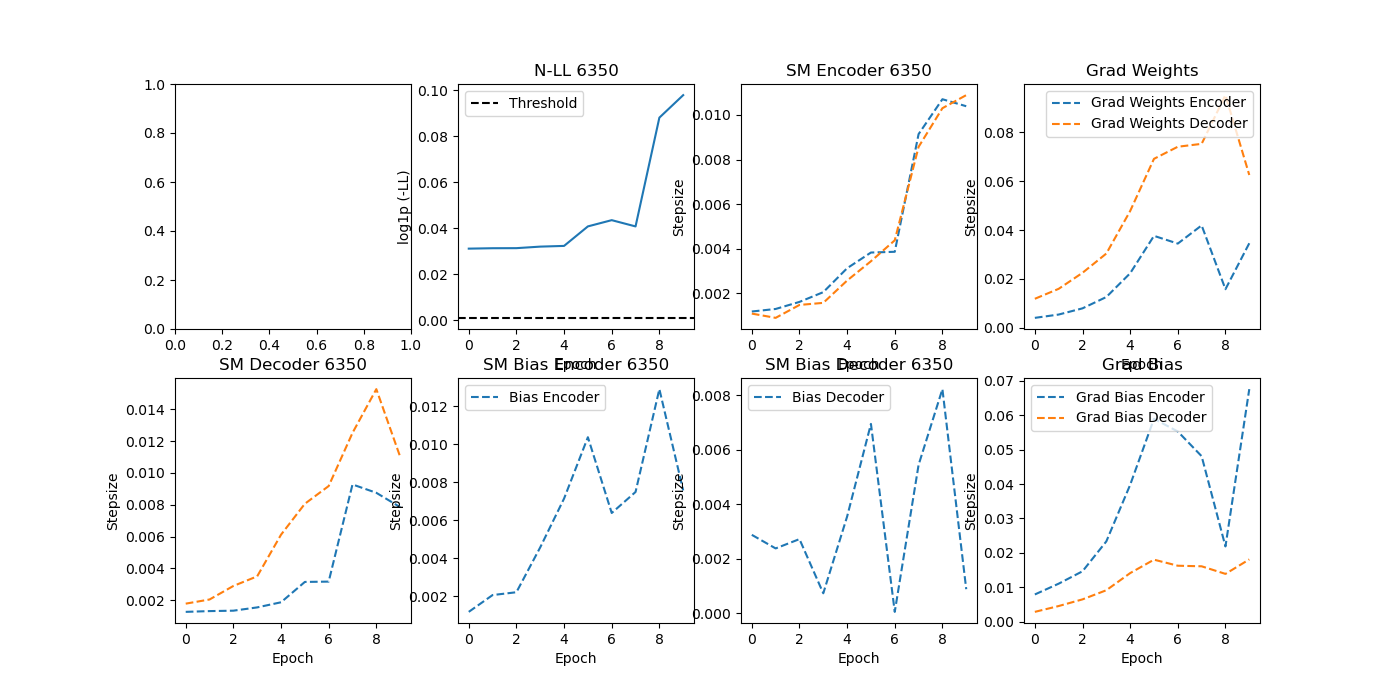 N-LL 6350
SM Encoder 6350
Grad Weights
1.0
0.8
0.6
0.4
0.2
0.0
0.0 0.2 0.4 0.6 0.8 1.0
log1p (-LL)
0.10
0.08
0.06
0.04
0.02
0.00
Threshold
0 2 4 6 8
Epoch
Stepsize
0.010
0.008
0.006
0.004
0.002
0 2 4 6 8
Epoch
Stepsize
0.08
0.06
0.04
0.02
0.00
Grad Weights Encoder
Grad Weights Decoder
0 2 4 6 8
Epoch
SM Decoder 6350
SM Bias Encoder 6350
SM Bias Decoder 6350
Grad Bias
Stepsize
0.014
0.012
0.010
0.008
0.006
0.004
0.002
0 2 4 6 8
Epoch
Stepsize
0.012
0.010
0.008
0.006
0.004
0.002
Bias Encoder
0 2 4 6 8
Epoch
Stepsize
0.008
0.006
0.004
0.002
0.000
Bias Decoder
0 2 4 6 8
Epoch
Stepsize
0.07
0.06
0.05
0.04
0.03
0.02
0.01
0.00
Grad Bias Encoder
Grad Bias Decoder
0 2 4 6 8
Epoch